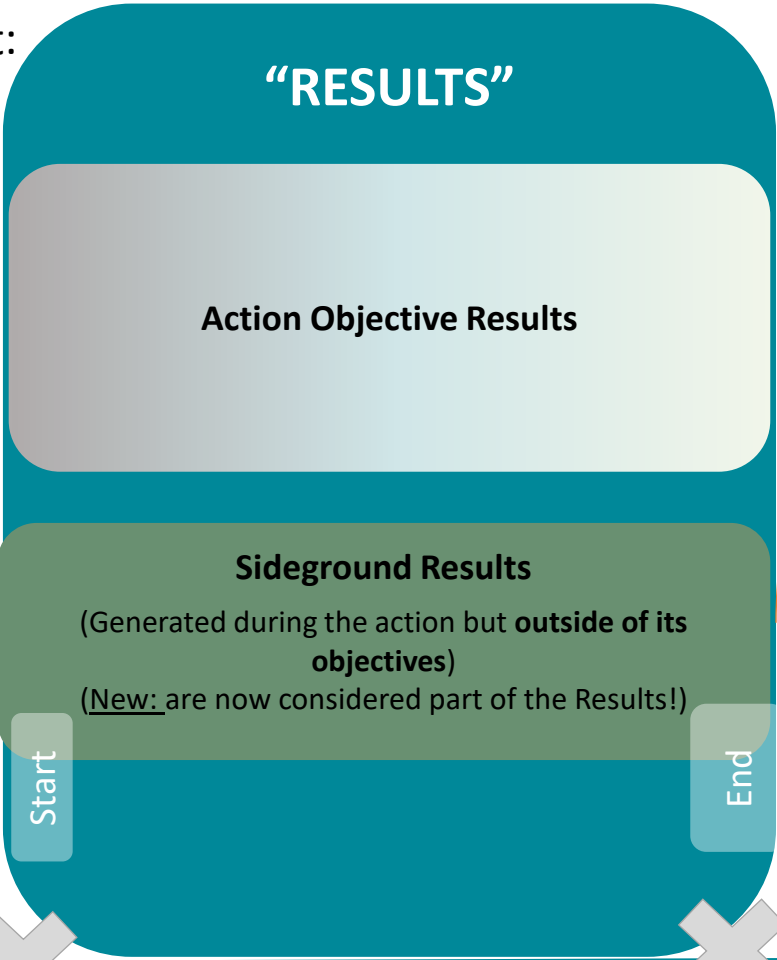 t:
“RESULTS”
Action Objective Results
Sideground Results
(Generated during the action but outside of its
objectives)
(New: are now considered part of the Results!)
Start
End